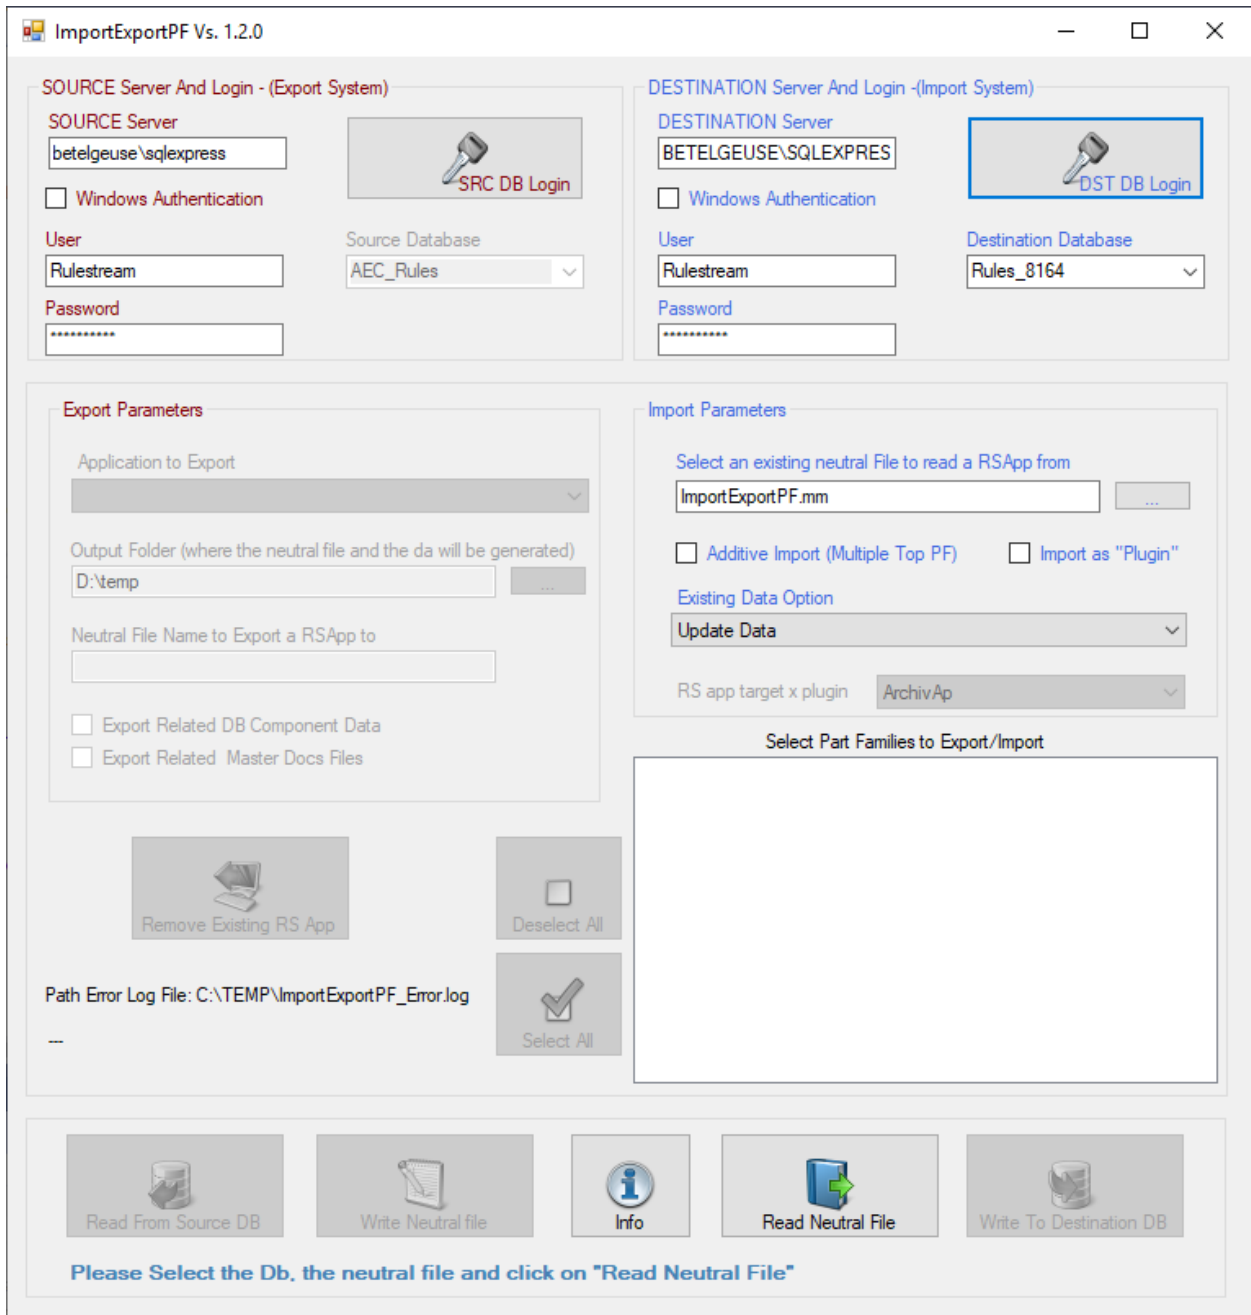 ImportExportPF Vs. 1.2.0
SOURCE Server And Login - (Export System)
SOURCE Server
betelgeuse\sqlexpress
SRC DB Login
Windows Authentication
User
Source Database
Rulestream
AEC_Rules
Password
**********
DESTINATION Server And Login -(Import System)
DESTINATION Server
BETELGEUSE\SQLEXPRES
DST DB Login
Windows Authentication
User
Destination Database
Rulestream
Rules_8164
Password
**********
Export Parameters
Application to Export
Output Folder (where the neutral file and the da will be generated)
D:\temp
...
Neutral File Name to Export a RSApp to
Export Related DB Component Data
Export Related  Master Docs Files
Import Parameters
Select an existing neutral File to read a RSApp from
ImportExportPF.mm
...
Additive Import (Multiple Top PF)
Import as "Plugin"
Existing Data Option
Update Data
RS app target x plugin
ArchivAp
Select Part Families to Export/Import
Remove Existing RS App
Deselect All
Path Error Log File: C:\TEMP\ImportExportPF_Error.log
---
Select All
Read From Source DB
Write Neutral file
Info
Read Neutral File
Write To Destination DB
Please Select the Db, the neutral file and click on "Read Neutral File"